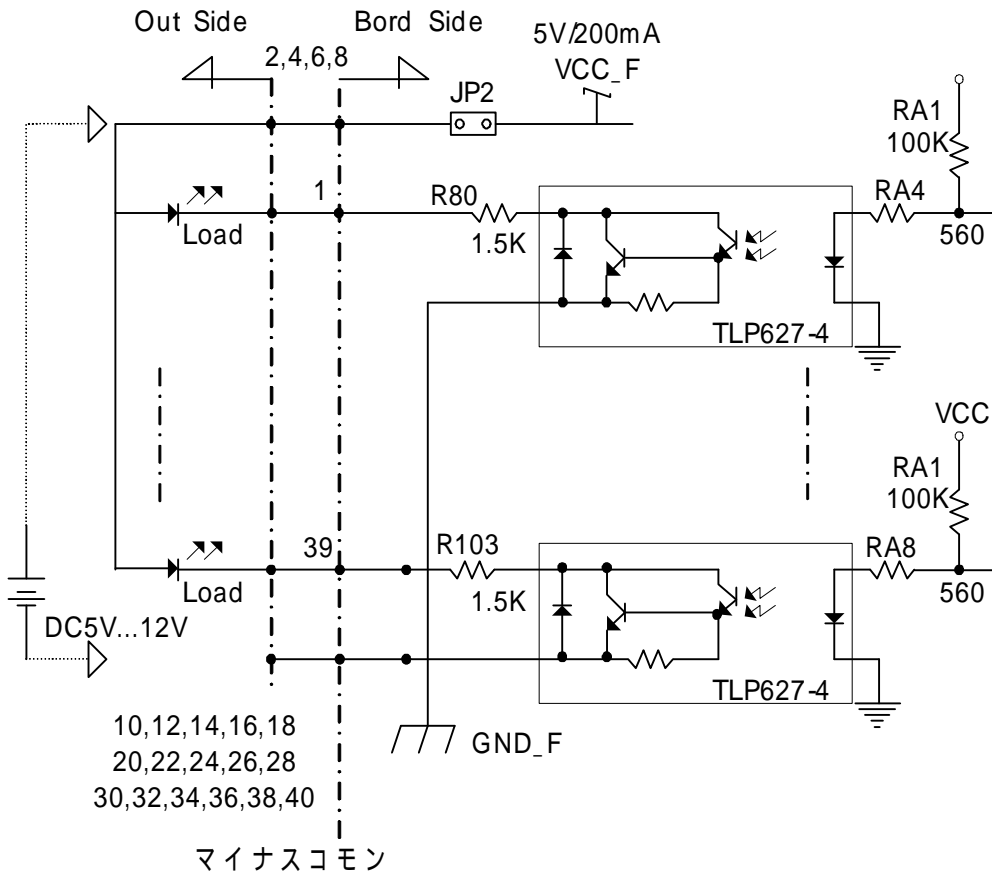 Out Side
Bord Side
2,4,6,8
5V/200mA
VCC_F
JP2
RA1
100K
1
R80
1.5K
RA4
560
Load
TLP627-4
VCC
RA1
100K
39
R103
1.5K
RA8
560
Load
DC5V...12V
TLP627-4
10,12,14,16,18
20,22,24,26,28
30,32,34,36,38,40
GND_F
マイナスコモン